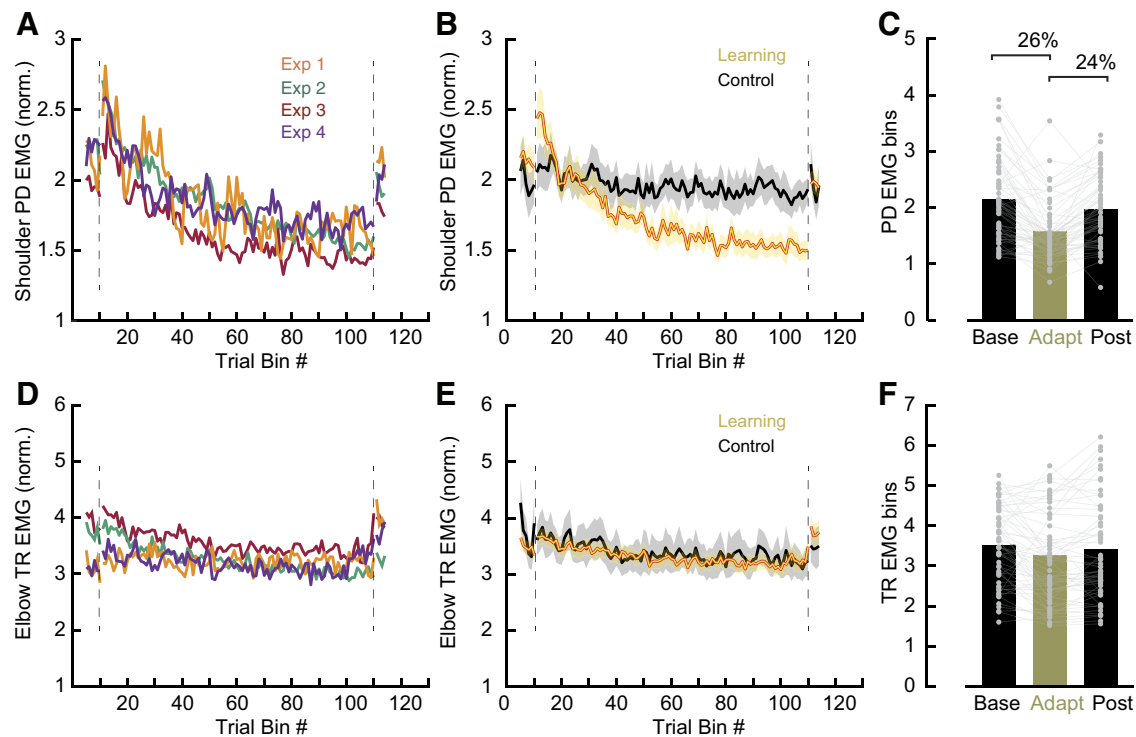 A
Shoulder PD EMG (norm.)
3
2.5
2
1.5
1
Exp 1
Exp 2
Exp 3
Exp 4
20 40 60 80 100 120
Trial Bin #
B
Shoulder PD EMG (norm.)
3
2.5
2
1.5
1
Learning
Control
0 20 40 60 80 100 120
Trial Bin #
C
PD EMG bins
5
4
3
2
1
0
26%
24%
Base Adapt Post
D
Elbow TR EMG (norm.)
6
5
4
3
2
1
20 40 60 80 100 120
Trial Bin #
E
Elbow TR EMG (norm.)
6
5
4
3
2
1
Learning
Control
0 20 40 60 80 100 120
Trial Bin #
F
TR EMG bins
7
6
5
4
3
2
1
0
Base Adapt Post